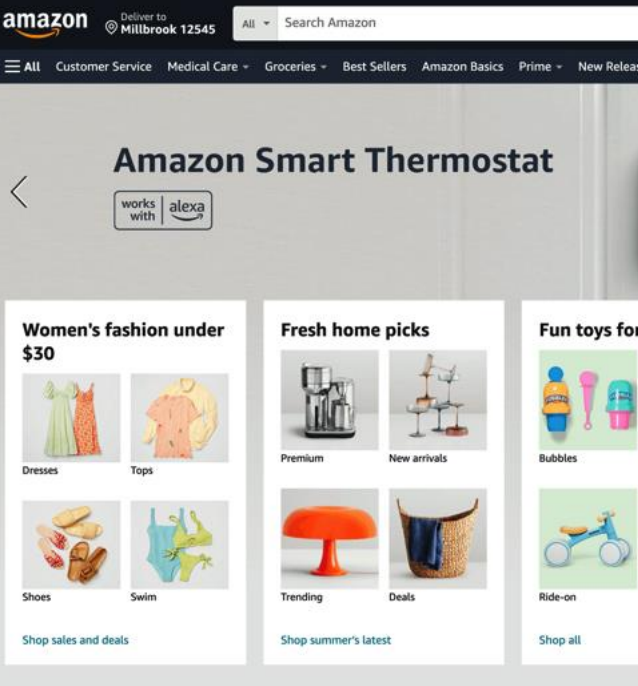 amazon
Deliver to
Millbrook 12545
All
Search Amazon
All
Customer Service
Medical Care
Groceries
Best Sellers
Amazon Basics
Prime
New Releas
Amazon Smart Thermostat
works
with
alexa
Women's fashion under
$30
Dresses
Tops
Shoes
Swim
Shop sales and deals
Fresh home picks
Premium
New arrivals
Trending
Deals
Shop summer's latest
Fun toys for
Bubbles
Ride-on
Shop all